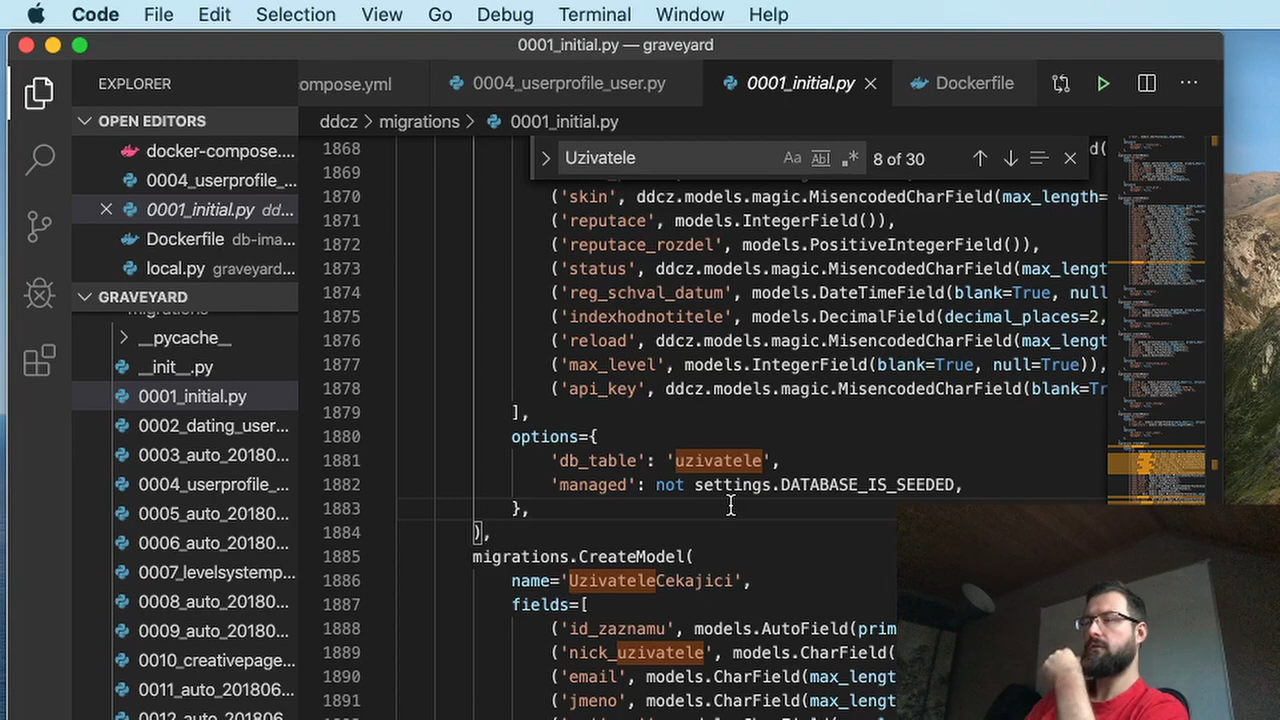 Code File Edit Selection View Go Debug Terminal Window Help
0001_initial.py — graveyard
EXPLORER
ompose.yml
0004_userprofile_user.py
0001_initial.py
Dockerfile
OPEN EDITORS
ddcz > migrations > 0001_initial.py
docker-compose....
0004_userprofile_...
0001_initial.py dd...
Dockerfile db-ima...
local.py graveyard...
GRAVEYARD
__pycache__
__init__.py
0001_initial.py
0002_dating_user...
0003_auto_20180...
0005_auto_20180...
0006_auto_20180...
0007_levelsystemp...
0008_auto_20180...
0009_auto_20180...
0010_creativepage...
0011_auto_201806...
0012_auto_201806
Uzivatele Aa Abl .* 8 of 30
1868 d(
1869
1870 ('skin', ddcz.models.magic.MisencodedCharField(max_length=
1871 ('reputace', models.IntegerField()),
1872 ('reputace_rozdel', models.PositiveIntegerField()),
1873 ('status', ddcz.models.magic.MisencodedCharField(max_lengt
1874 ('reg_schval_datum', models.DateTimeField(blank=True, null
1875 ('indexhodnotitele', models.DecimalField(decimal_places=2,
1876 ('reload', ddcz.models.magic.MisencodedCharField(max_lengt
1877 ('max_level', models.IntegerField(blank=True, null=True)),
1878 ('api_key', ddcz.models.magic.MisencodedCharField(blank=Tr
1879 ],
1880 options={
1881 'db_table': 'uzivatele',
1882 'managed': not settings.DATABASE_IS_SEEDED,
1883 },
1884 ),
1885 migrations.CreateModel(
1886 name='UzivateleCekajici',
1887 fields=[
1888 ('id_zaznamu', models.AutoField(prim
1889 ('nick_uzivatele', models.CharField(
1890 ('email', models.CharField(max_lengt
1891 ('jmeno', models.CharField(max_lengt